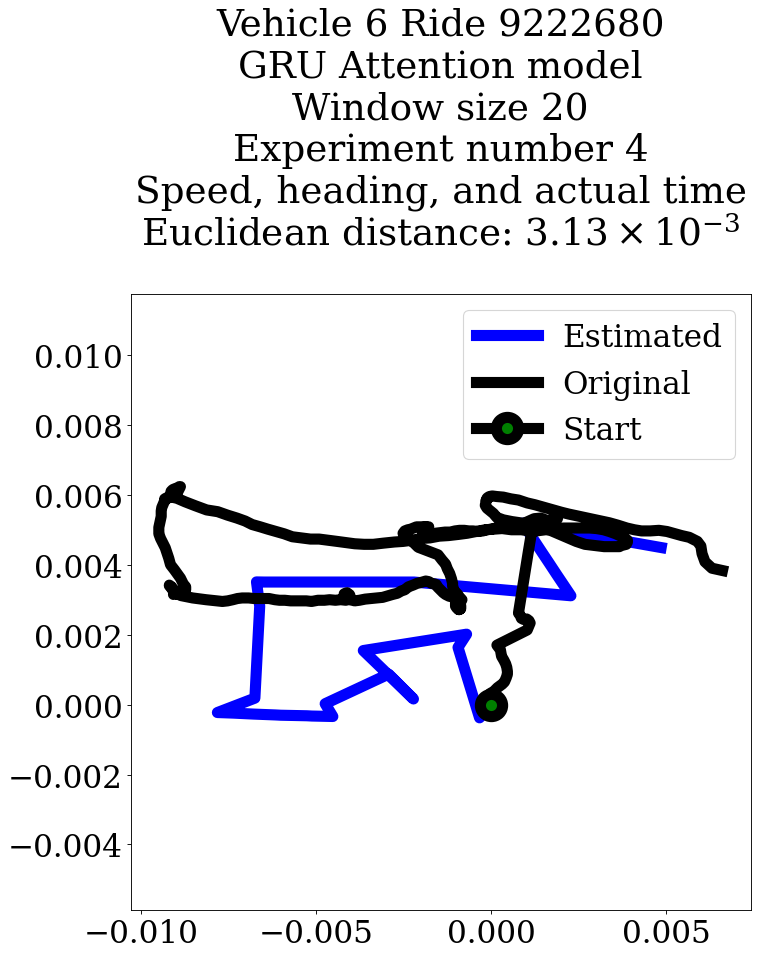 Vehicle 6 Ride 9222680
GRU Attention model
Window size 20
Experiment number 4
Speed, heading, and actual time
Euclidean distance: 3.13 × 10⁻³
Estimated
Original
Start
0.010
0.008
0.006
0.004
0.002
0.000
−0.002
−0.004
−0.010
−0.005
0.000
0.005